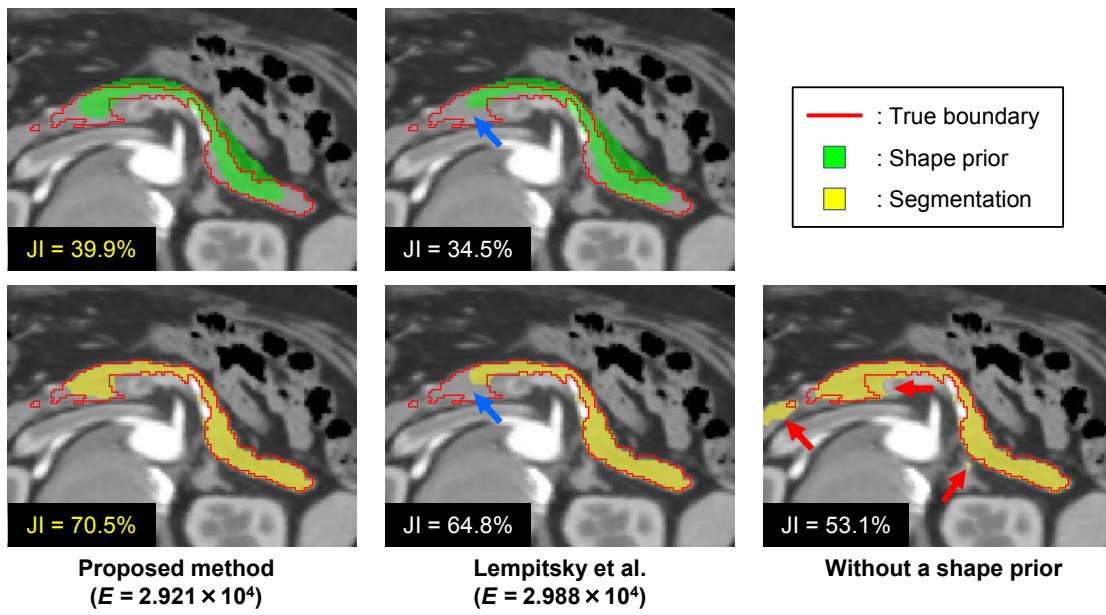 JI = 39.9%
JI = 34.5%
: True boundary
: Shape prior
: Segmentation
JI = 70.5%
JI = 64.8%
JI = 53.1%
Proposed method
(E = 2.921 × 10⁴)
Lempitsky et al.
(E = 2.988 × 10⁴)
Without a shape prior